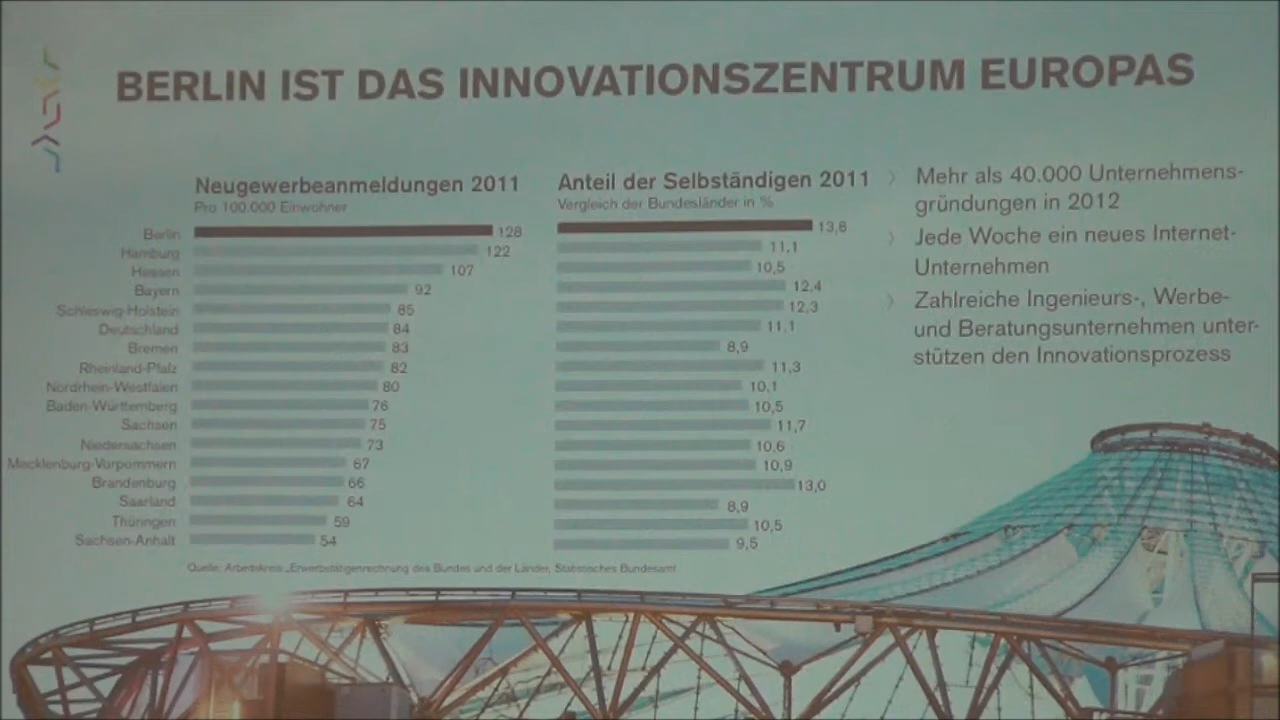 BERLIN IST DAS INNOVATIONSZENTRUM EUROPAS
Neugewerbeanmeldungen 2011
Pro 100.000 Einwohner
Berlin 128
Hamburg 122
Hessen 107
Bayern 92
Schleswig-Holstein 85
Deutschland 84
Bremen 83
Rheinland-Pfalz 82
Nordrhein-Westfalen 80
Baden-Württemberg 76
Sachsen 75
Niedersachsen 73
Mecklenburg-Vorpommern 67
Brandenburg 66
Saarland 64
Thüringen 59
Sachsen-Anhalt 54
Anteil der Selbständigen 2011
Vergleich der Bundesländer in %
13,8
11,1
10,5
12,4
12,3
11,1
8,9
11,3
10,1
10,5
11,7
10,6
10,9
13,0
8,9
10,5
9,5
Quelle: Arbeitskreis „Erwerbstätigenrechnung des Bundes und der Länder, Statistisches Bundesamt
› Mehr als 40.000 Unternehmens-
gründungen in 2012
› Jede Woche ein neues Internet-
Unternehmen
› Zahlreiche Ingenieurs-, Werbe-
und Beratungsunternehmen unter-
stützen den Innovationsprozess